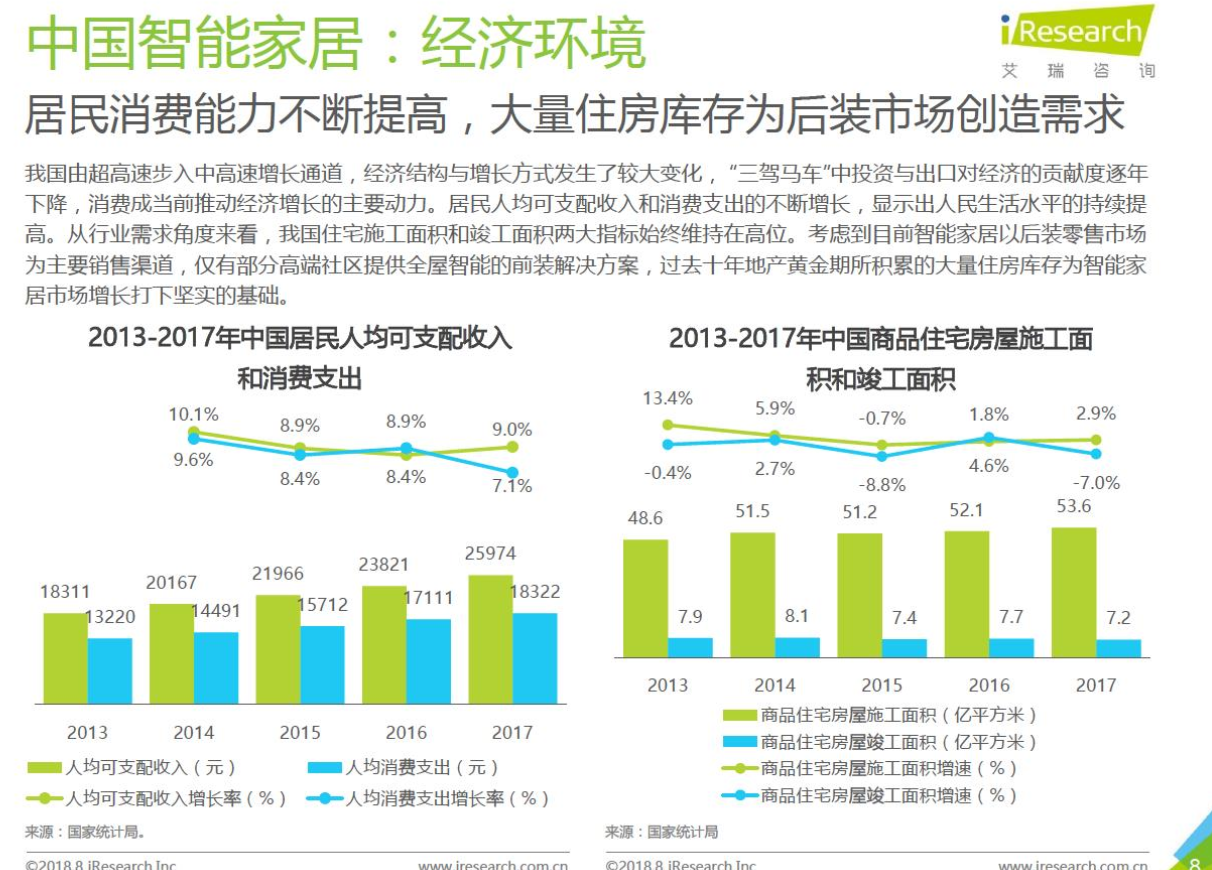 中国智能家居：经济环境
iResearch
艾瑞咨询
居民消费能力不断提高，大量住房库存为后装市场创造需求
我国由超高速步入中高速增长通道，经济结构与增长方式发生了较大变化，“三驾马车”中投资与出口对经济的贡献度逐年
下降，消费成当前推动经济增长的主要动力。居民人均可支配收入和消费支出的不断增长，显示出人民生活水平的持续提
高。从行业需求角度来看，我国住宅施工面积和竣工面积两大指标始终维持在高位。考虑到目前智能家居以后装零售市场
为主要销售渠道，仅有部分高端社区提供全屋智能的前装解决方案，过去十年地产黄金期所积累的大量住房库存为智能家
居市场增长打下坚实的基础。
2013-2017年中国居民人均可支配收入
和消费支出
10.1% 8.9% 8.9% 9.0%
9.6% 8.4% 8.4% 7.1%
18311 20167 21966 23821 25974
13220 14491 15712 17111 18322
2013 2014 2015 2016 2017
人均可支配收入（元） 人均消费支出（元）
人均可支配收入增长率（%） 人均消费支出增长率（%）
来源：国家统计局。
©2018.8 iResearch Inc www.iresearch.com.cn
2013-2017年中国商品住宅房屋施工面
积和竣工面积
13.4% 5.9% -0.7% 1.8% 2.9%
-0.4% 2.7% -8.8% 4.6% -7.0%
48.6 51.5 51.2 52.1 53.6
7.9 8.1 7.4 7.7 7.2
2013 2014 2015 2016 2017
商品住宅房屋施工面积（亿平方米）
商品住宅房屋竣工面积（亿平方米）
商品住宅房屋施工面积增速（%）
商品住宅房屋竣工面积增速（%）
来源：国家统计局
©2018.8 iResearch Inc www.iresearch.com.cn
8